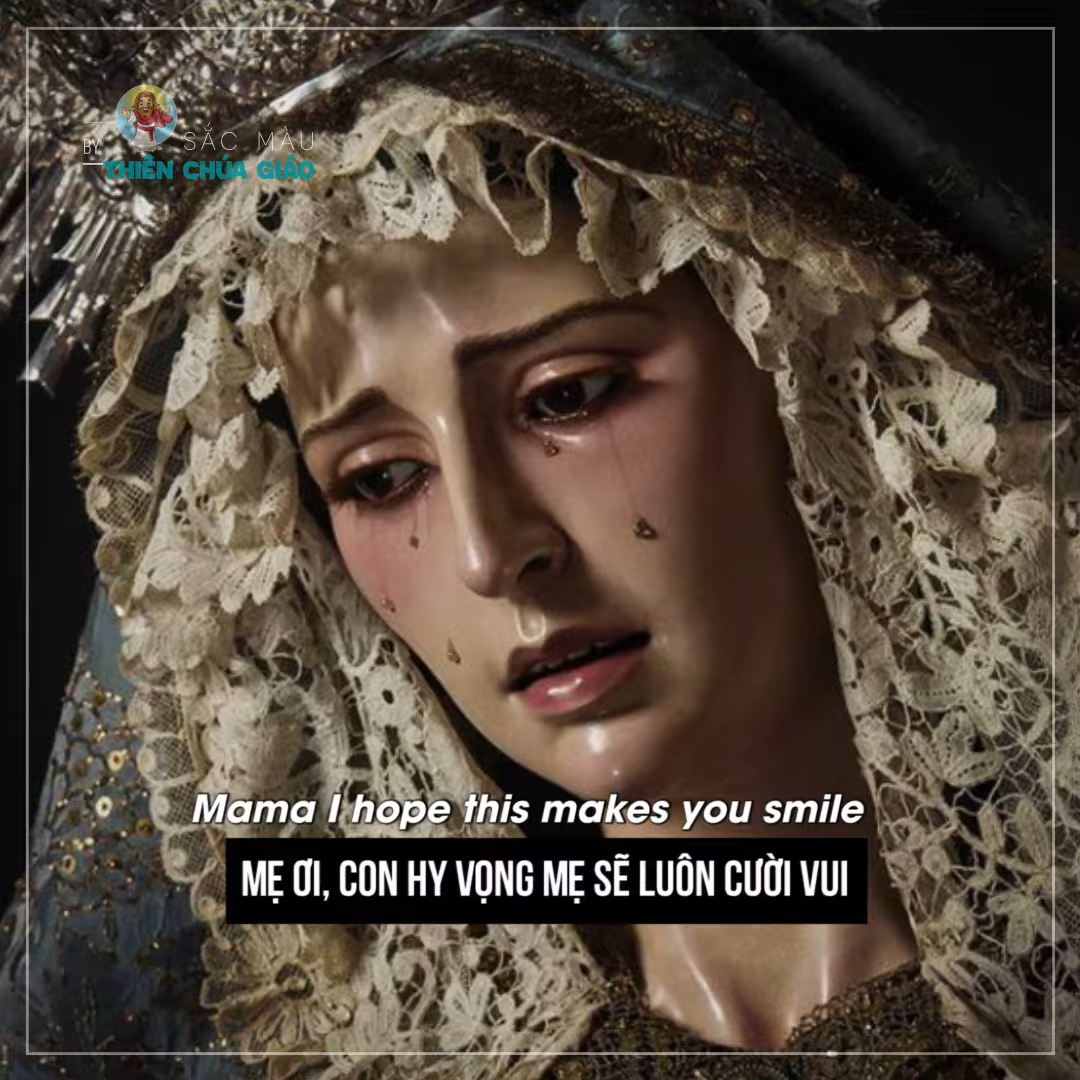 BY
SẮC MÀU
THIÊN CHÚA GIÁO
Mama I hope this makes you smile
MẸ ƠI, CON HY VỌNG MẸ SẼ LUÔN CƯỜI VUI